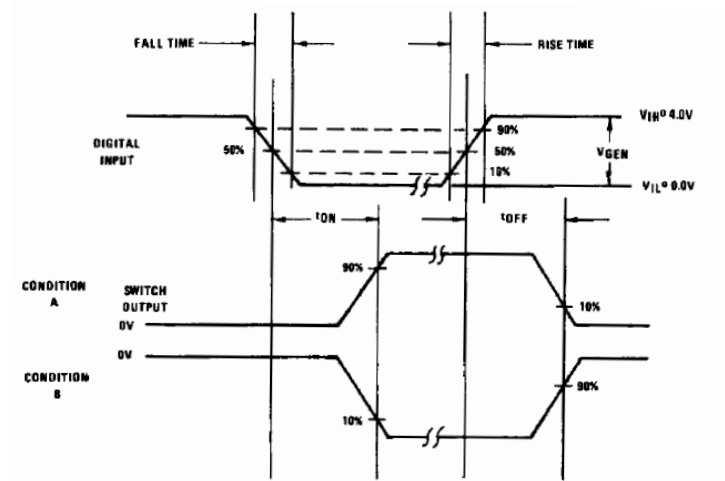 FALL TIME
RISE TIME
VIH = 4.0V
90%
DIGITAL
INPUT
50%
50%
VGEN
10%
VIL = 0.0V
tON
tOFF
CONDITION
A
SWITCH
OUTPUT
90%
10%
0V
0V
CONDITION
B
90%
10%